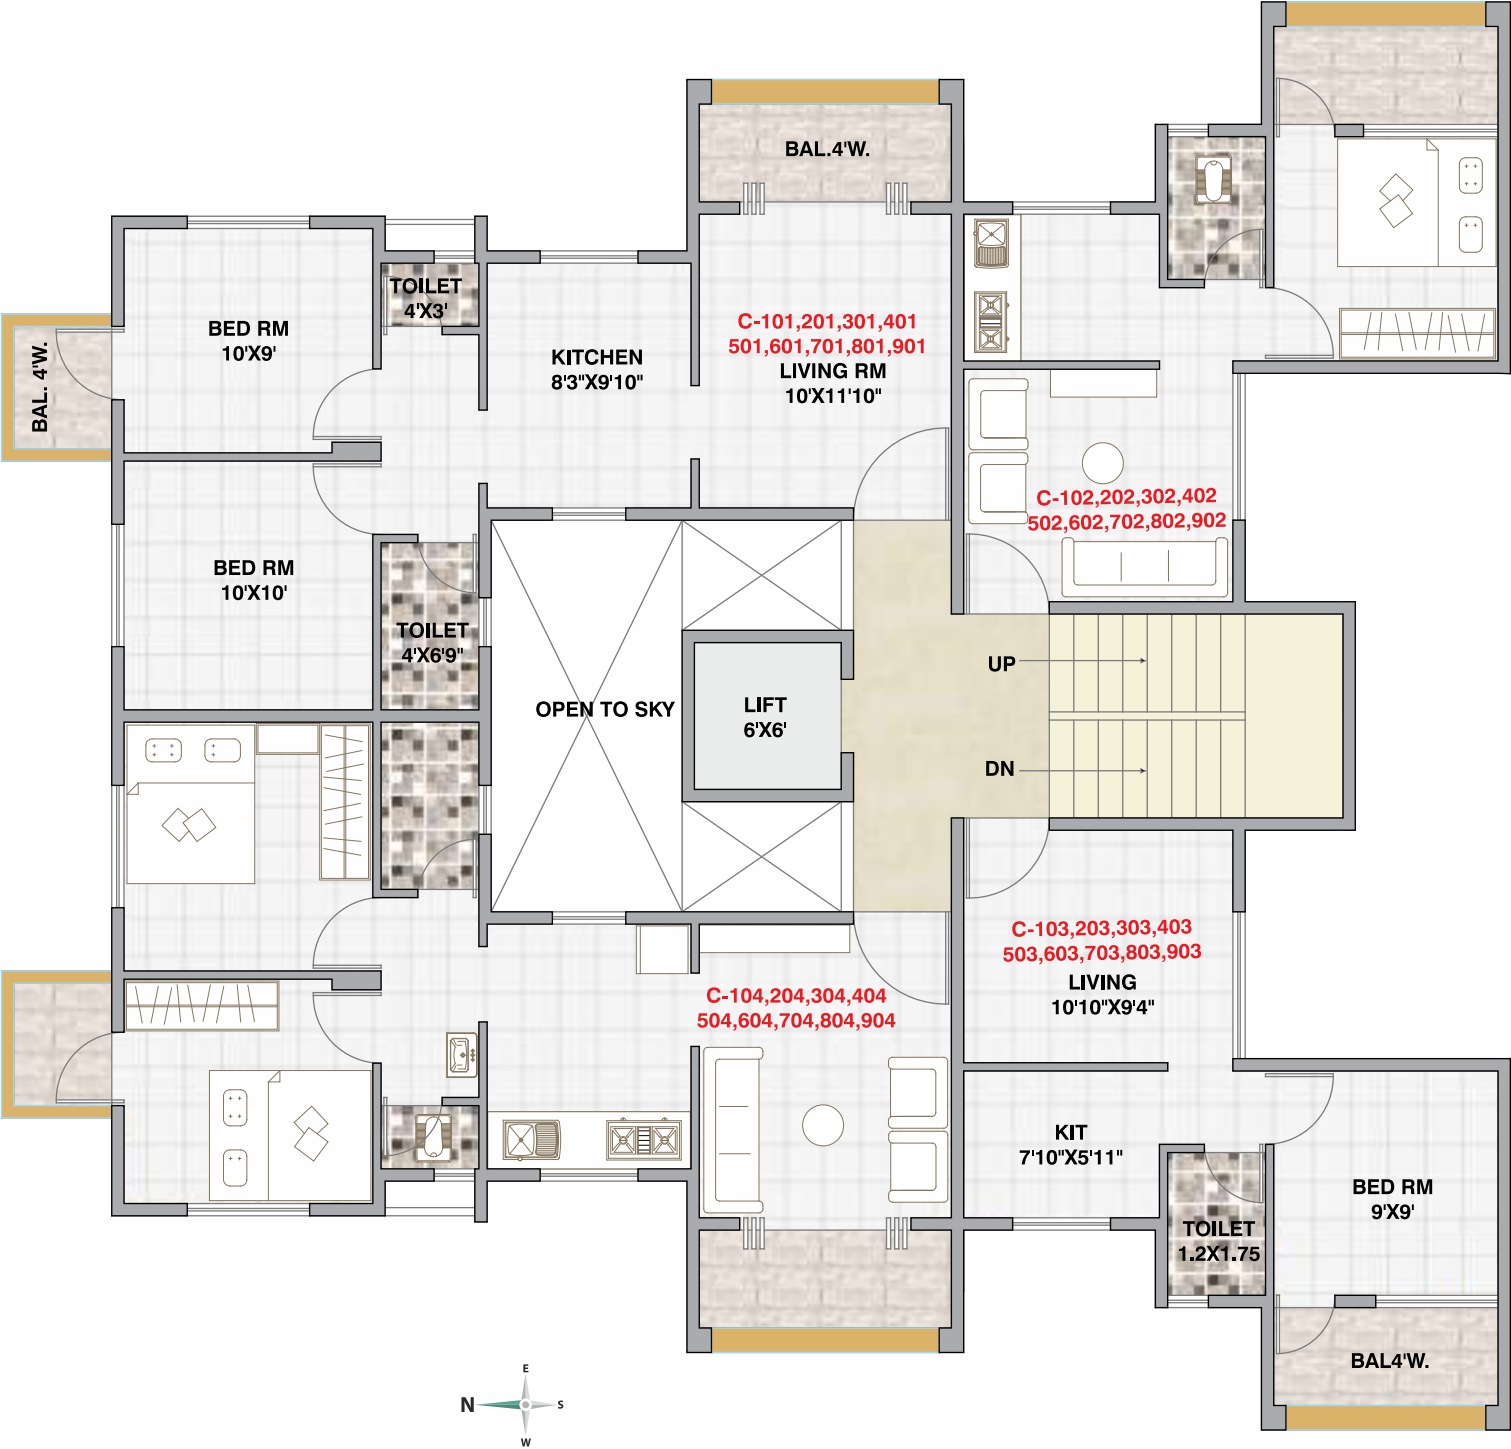 BAL.4'W.
BED RM
10'X9'
TOILET
4'X3'
BAL. 4'W.
KITCHEN
8'3"X9'10"
C-101,201,301,401
501,601,701,801,901
LIVING RM
10'X11'10"
C-102,202,302,402
502,602,702,802,902
BED RM
10'X10'
TOILET
4'X6'9"
OPEN TO SKY
LIFT
6'X6'
UP
DN
C-103,203,303,403
503,603,703,803,903
LIVING
10'10"X9'4"
C-104,204,304,404
504,604,704,804,904
KIT
7'10"X5'11"
TOILET
1.2X1.75
BED RM
9'X9'
BAL4'W.
E
N
S
W